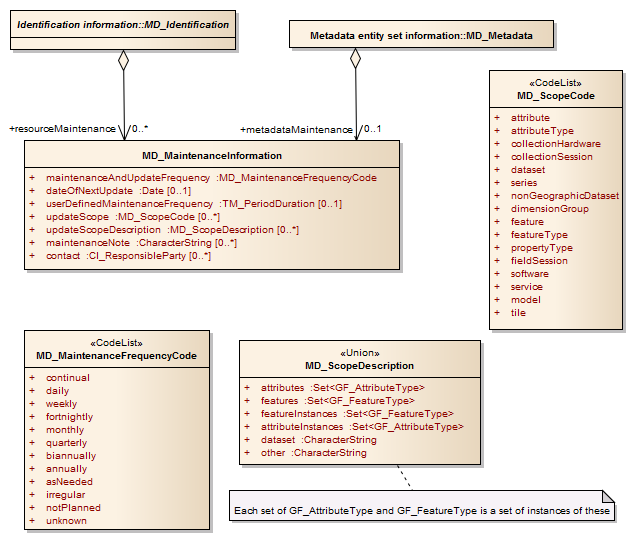 Identification information::MD_Identification
Metadata entity set information::MD_Metadata
+resourceMaintenance 0..*
+metadataMaintenance 0..1
MD_MaintenanceInformation
+ maintenanceAndUpdateFrequency :MD_MaintenanceFrequencyCode
+ dateOfNextUpdate :Date [0..1]
+ userDefinedMaintenanceFrequency :TM_PeriodDuration [0..1]
+ updateScope :MD_ScopeCode [0..*]
+ updateScopeDescription :MD_ScopeDescription [0..*]
+ maintenanceNote :CharacterString [0..*]
+ contact :CI_ResponsibleParty [0..*]
«CodeList»
MD_ScopeCode
+ attribute
+ attributeType
+ collectionHardware
+ collectionSession
+ dataset
+ series
+ nonGeographicDataset
+ dimensionGroup
+ feature
+ featureType
+ propertyType
+ fieldSession
+ software
+ service
+ model
+ tile
«CodeList»
MD_MaintenanceFrequencyCode
+ continual
+ daily
+ weekly
+ fortnightly
+ monthly
+ quarterly
+ biannually
+ annually
+ asNeeded
+ irregular
+ notPlanned
+ unknown
«Union»
MD_ScopeDescription
+ attributes :Set<GF_AttributeType>
+ features :Set<GF_FeatureType>
+ featureInstances :Set<GF_FeatureType>
+ attributeInstances :Set<GF_AttributeType>
+ dataset :CharacterString
+ other :CharacterString
Each set of GF_AttributeType and GF_FeatureType is a set of instances of these